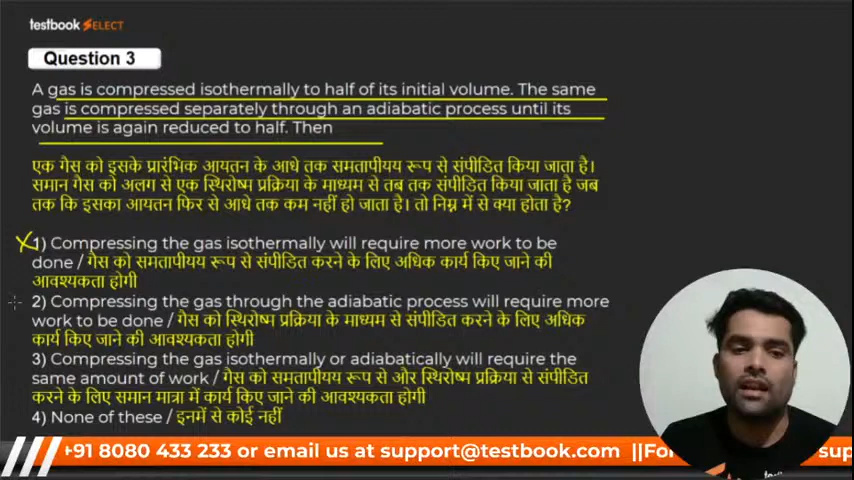 testbook SELECT
Question 3
A gas is compressed isothermally to half of its initial volume. The same
gas is compressed separately through an adiabatic process until its
volume is again reduced to half. Then
एक गैस को इसके प्रारंभिक आयतन के आधे तक समतापीयय रूप से संपीडित किया जाता है।
समान गैस को अलग से एक स्थिरोष्म प्रक्रिया के माध्यम से तब तक संपीडित किया जाता है जब
तक कि इसका आयतन फिर से आधे तक कम नहीं हो जाता है। तो निम्न में से क्या होता है?
1) Compressing the gas isothermally will require more work to be
done / गैस को समतापीयय रूप से संपीडित करने के लिए अधिक कार्य किए जाने की
आवश्यकता होगी
2) Compressing the gas through the adiabatic process will require more
work to be done / गैस को स्थिरोष्म प्रक्रिया के माध्यम से संपीडित करने के लिए अधिक
कार्य किए जाने की आवश्यकता होगी
3) Compressing the gas isothermally or adiabatically will require the
same amount of work / गैस को समतापीयय रूप से और स्थिरोष्म प्रक्रिया से संपीडित
करने के लिए समान मात्रा में कार्य किए जाने की आवश्यकता होगी
4) None of these / इनमें से कोई नहीं
+91 8080 433 233 or email us at support@testbook.com ||For sup